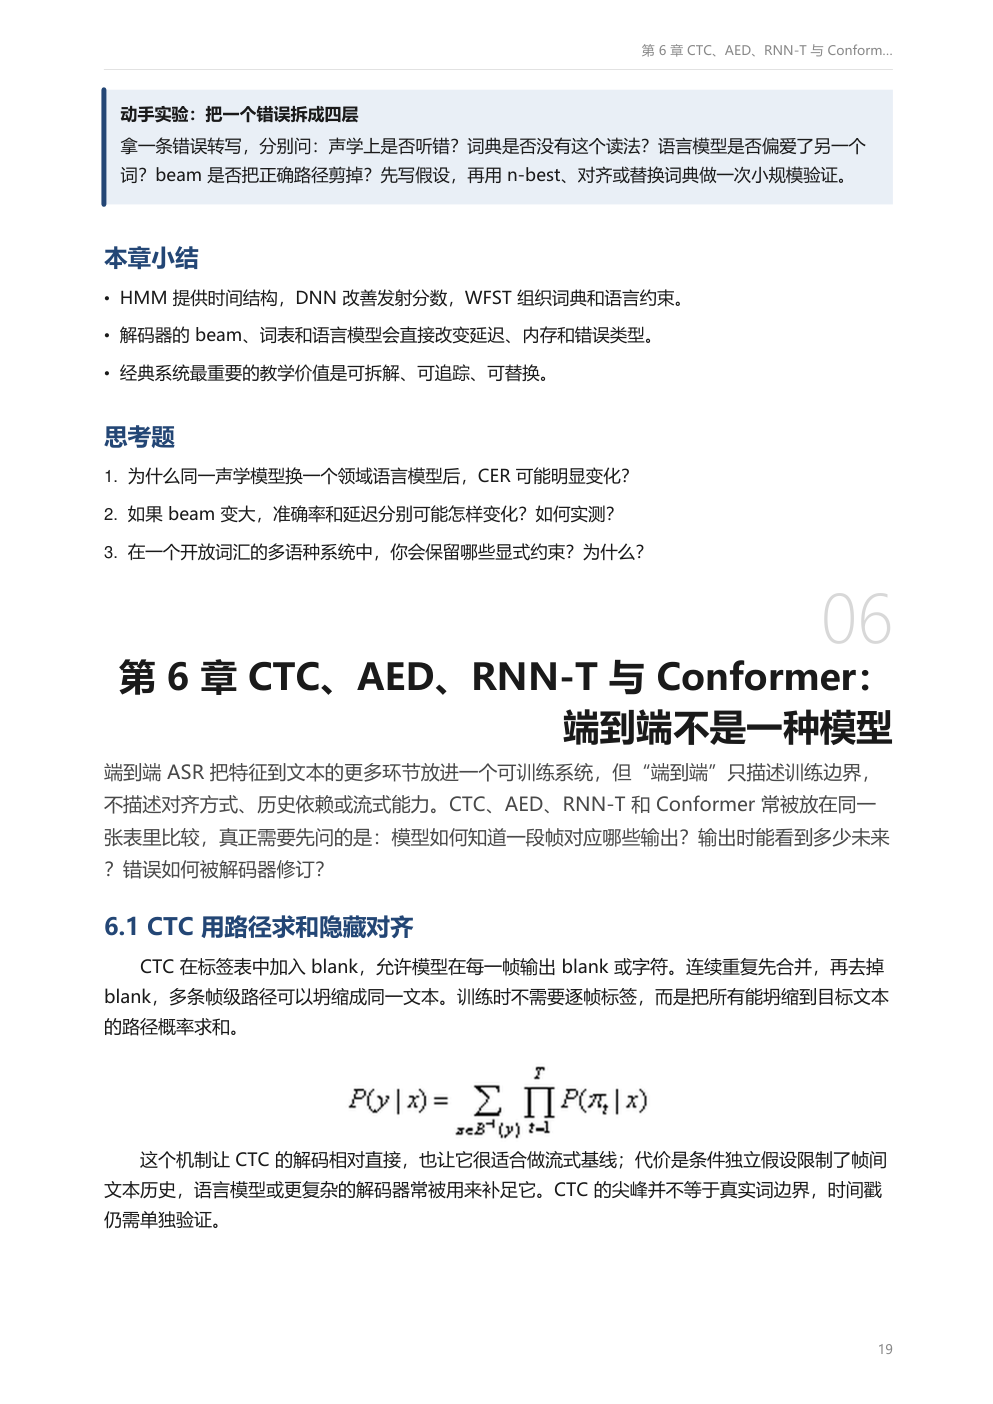 第 6 章 CTC、AED、RNN-T 与 Conform...
动手实验：把一个错误拆成四层
拿一条错误转写，分别问：声学上是否听错？词典是否没有这个读法？语言模型是否偏爱了另一个
词？beam 是否把正确路径剪掉？先写假设，再用 n-best、对齐或替换词典做一次小规模验证。
本章小结
• HMM 提供时间结构，DNN 改善发射分数，WFST 组织词典和语言约束。
• 解码器的 beam、词表和语言模型会直接改变延迟、内存和错误类型。
• 经典系统最重要的教学价值是可拆解、可追踪、可替换。
思考题
1. 为什么同一声学模型换一个领域语言模型后，CER 可能明显变化？
2. 如果 beam 变大，准确率和延迟分别可能怎样变化？如何实测？
3. 在一个开放词汇的多语种系统中，你会保留哪些显式约束？为什么？
06
第 6 章 CTC、AED、RNN-T 与 Conformer：
端到端不是一种模型
端到端 ASR 把特征到文本的更多环节放进一个可训练系统，但“端到端”只描述训练边界，
不描述对齐方式、历史依赖或流式能力。CTC、AED、RNN-T 和 Conformer 常被放在同一
张表里比较，真正需要先问的是：模型如何知道一段帧对应哪些输出？输出时能看到多少未来
？错误如何被解码器修订？
6.1 CTC 用路径求和隐藏对齐
CTC 在标签表中加入 blank，允许模型在每一帧输出 blank 或字符。连续重复先合并，再去掉
blank，多条帧级路径可以坍缩成同一文本。训练时不需要逐帧标签，而是把所有能坍缩到目标文本
的路径概率求和。
P(y | x) = ∑_{π∈B^{-1}(y)} ∏_{t=1}^{T} P(π_t | x)
这个机制让 CTC 的解码相对直接，也让它很适合做流式基线；代价是条件独立假设限制了帧间
文本历史，语言模型或更复杂的解码器常被用来补足它。CTC 的尖峰并不等于真实词边界，时间戳
仍需单独验证。
19